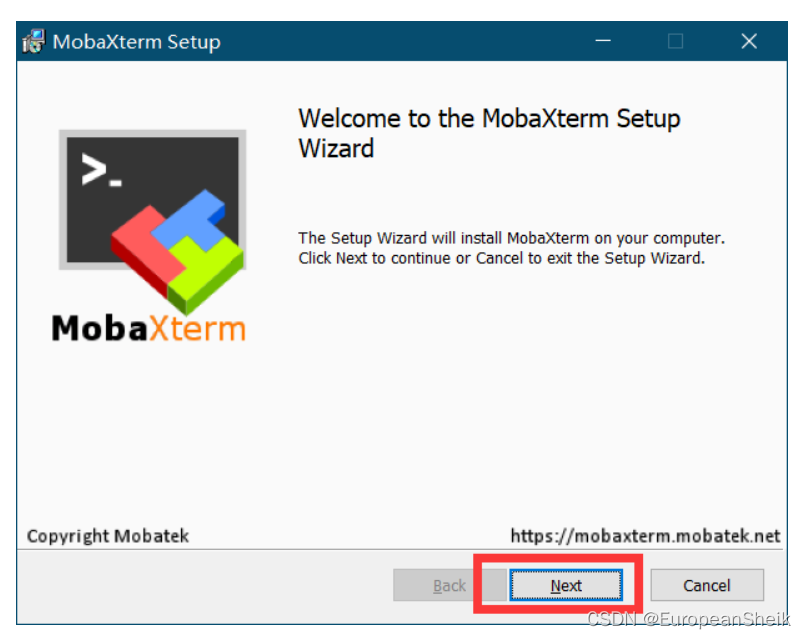 MobaXterm Setup
Welcome to the MobaXterm Setup
Wizard
>_
The Setup Wizard will install MobaXterm on your computer.
Click Next to continue or Cancel to exit the Setup Wizard.
MobaXterm
Copyright Mobatek
https://mobaxterm.mobatek.net
Back
Next
Cancel
CSDN @EuropeanSheik